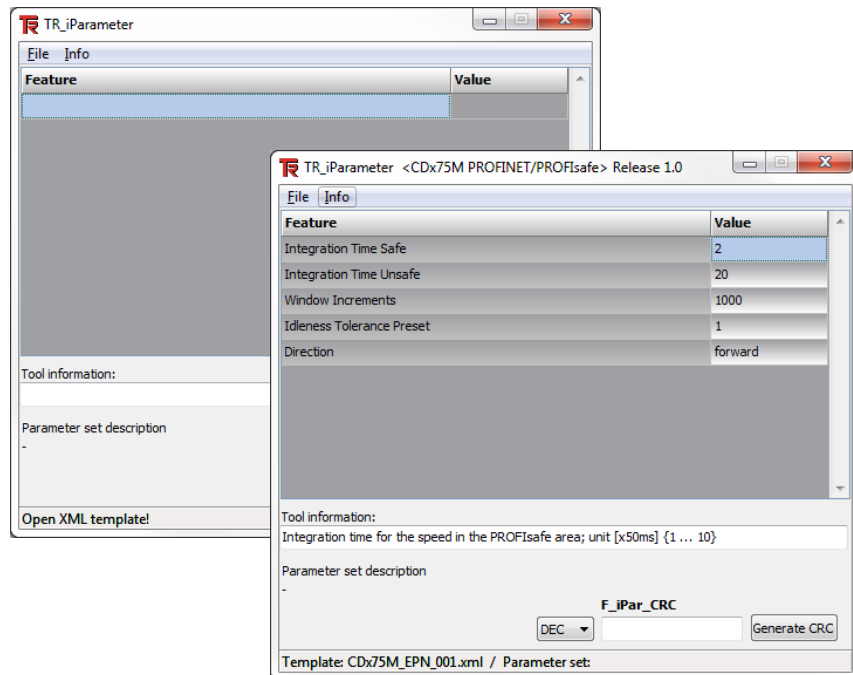 TR_iParameter
File Info
Feature Value
Tool information:
Parameter set description
-
Open XML template!
TR_iParameter <CDx75M PROFINET/PROFIsafe> Release 1.0
File Info
Feature Value
Integration Time Safe 2
Integration Time Unsafe 20
Window Increments 1000
Idleness Tolerance Preset 1
Direction forward
Tool information:
Integration time for the speed in the PROFIsafe area; unit [x50ms] {1 ... 10}
Parameter set description
-
F_iPar_CRC
DEC Generate CRC
Template: CDx75M_EPN_001.xml / Parameter set: